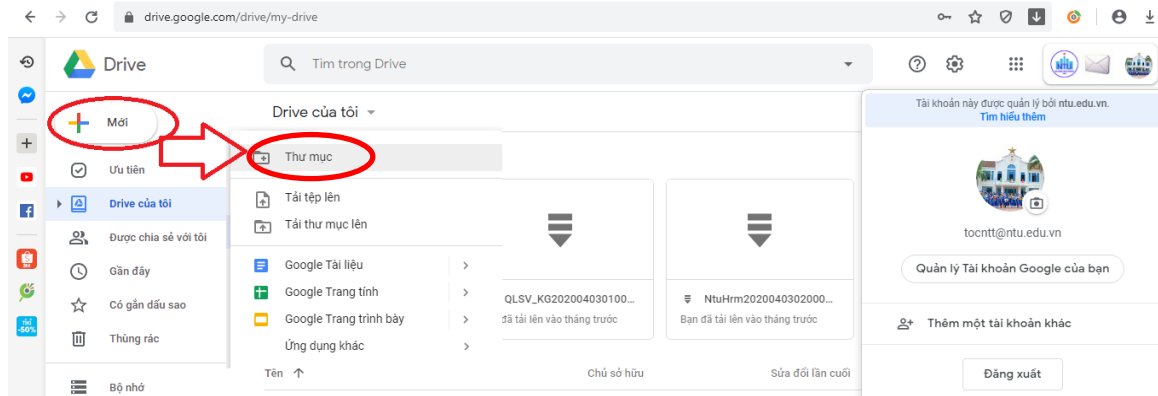 drive.google.com/drive/my-drive
Drive
Tìm trong Drive
NTU
Mới
Drive của tôi
Thư mục
Tải tệp lên
Tải thư mục lên
Google Tài liệu
Google Trang tính
Google Trang trình bày
Ứng dụng khác
Ưu tiên
Drive của tôi
Được chia sẻ với tôi
Gần đây
Có gắn dấu sao
Thùng rác
Bộ nhớ
-50%
QLSV_KG202004030100...
đã tải lên vào tháng trước
NtuHrm2020040302000...
Bạn đã tải lên vào tháng trước
Tên
Chủ sở hữu
Sửa đổi lần cuối
Tài khoản này được quản lý bởi ntu.edu.vn.
Tìm hiểu thêm
tocntt@ntu.edu.vn
Quản lý Tài khoản Google của bạn
Thêm một tài khoản khác
Đăng xuất